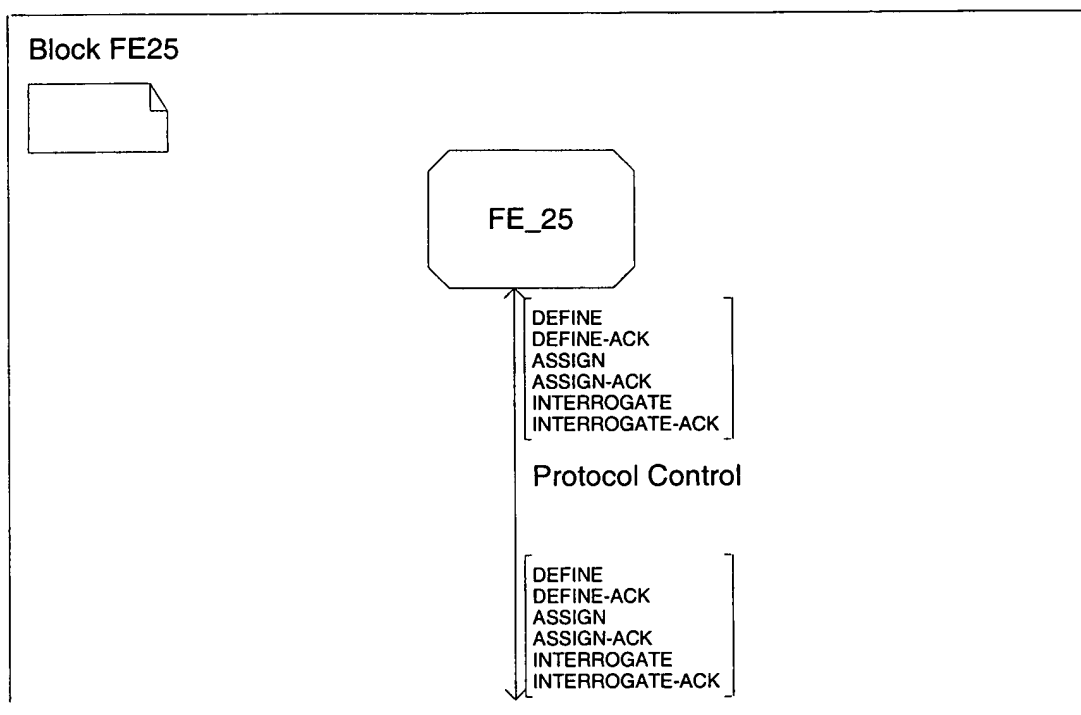 Block FE25
FE_25
DEFINE
DEFINE-ACK
ASSIGN
ASSIGN-ACK
INTERROGATE
INTERROGATE-ACK
Protocol Control
DEFINE
DEFINE-ACK
ASSIGN
ASSIGN-ACK
INTERROGATE
INTERROGATE-ACK